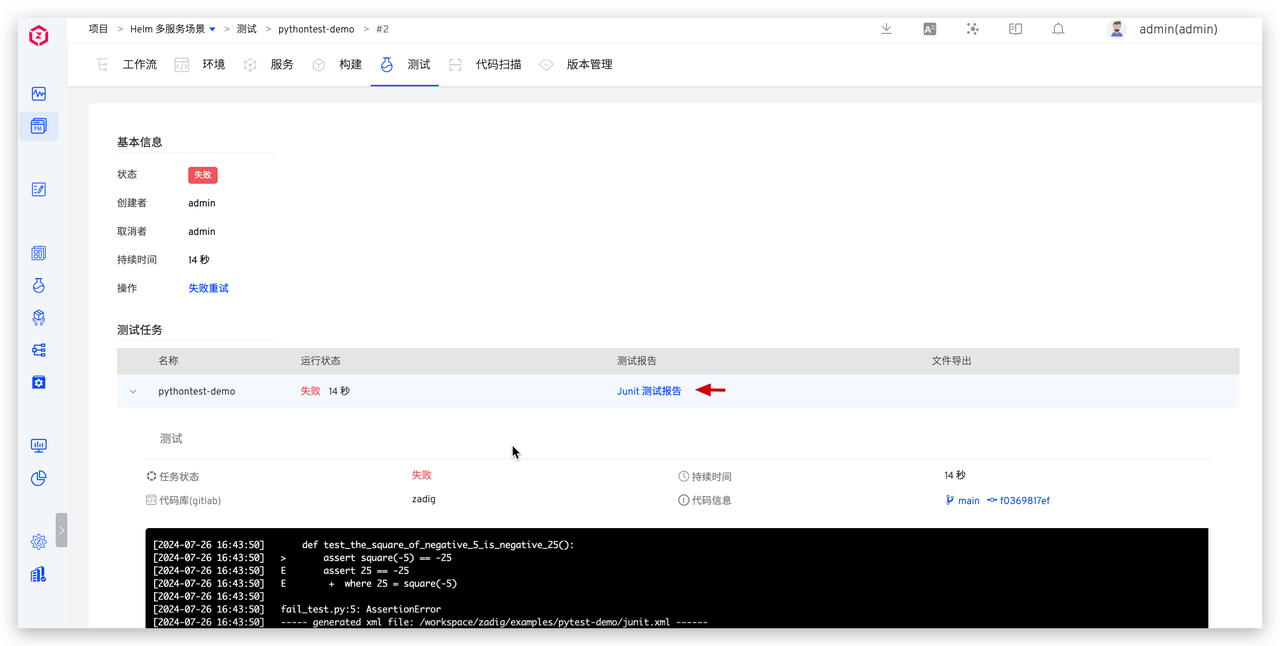 项目 > Helm 多服务场景 > 测试 > pythontest-demo > #2
admin(admin)
工作流 环境 服务 构建 测试 代码扫描 版本管理
基本信息
状态 失败
创建者 admin
取消者 admin
持续时间 14 秒
操作 失败重试
测试任务
名称 运行状态 测试报告 文件导出
pythontest-demo 失败 14 秒 Junit 测试报告
测试
任务状态 失败 持续时间 14 秒
代码库(gitlab) zadig 代码信息 main f0369817ef
[2024-07-26 16:43:50] def test_the_square_of_negative_5_is_negative_25():
[2024-07-26 16:43:50] > assert square(-5) == -25
[2024-07-26 16:43:50] E assert 25 == -25
[2024-07-26 16:43:50] E + where 25 = square(-5)
[2024-07-26 16:43:50]
[2024-07-26 16:43:50] fail_test.py:5: AssertionError
[2024-07-26 16:43:50] ----- generated xml file: /workspace/zadig/examples/pytest-demo/junit.xml ------